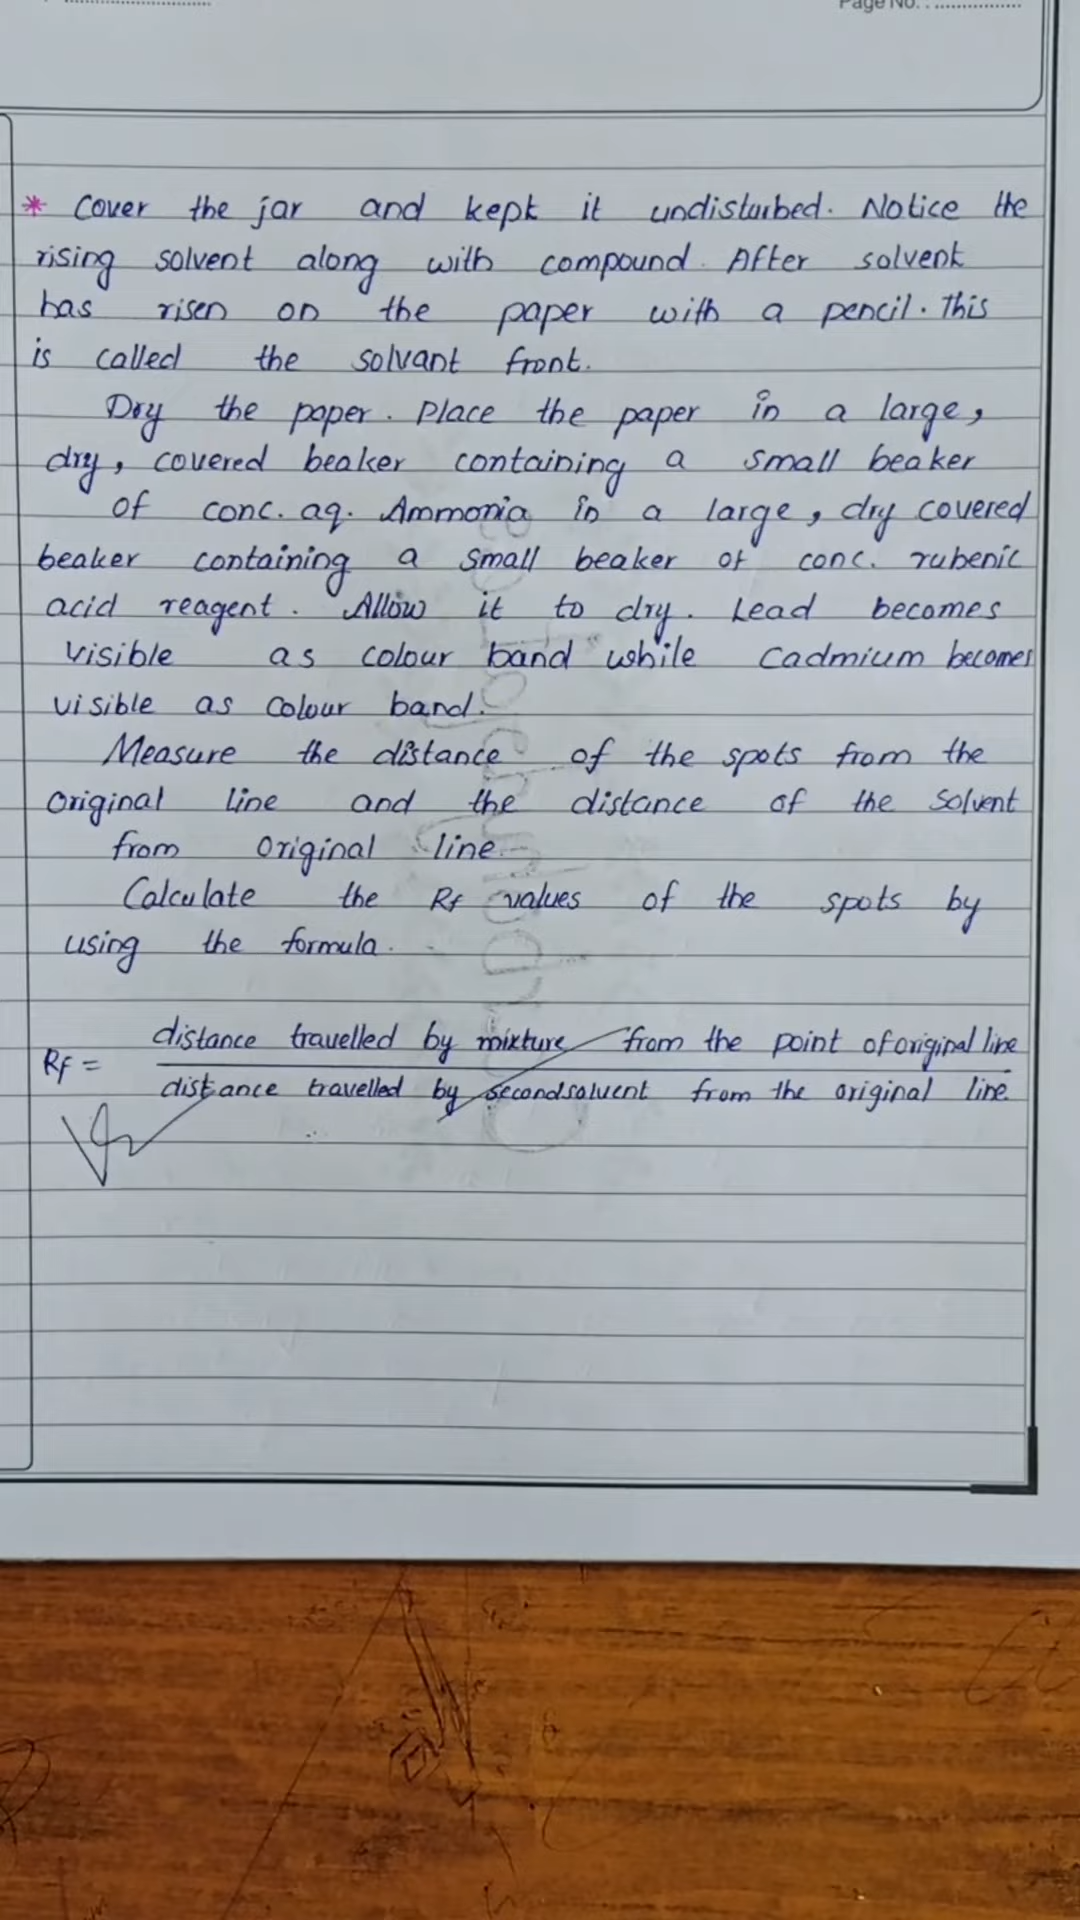 Page No. :
* Cover the jar and kept it undisturbed. Notice the
rising solvent along with compound. After solvent
has risen on the paper with a pencil. This
is called the solvant front.
Dry the paper. Place the paper in a large,
dry, covered beaker containing a small beaker
of conc. aq. Ammonia in a large, dry covered
beaker containing a small beaker of conc. rubenic
acid reagent. Allow it to dry. Lead becomes
visible as colour band while cadmium becomes
visible as colour band.
Measure the distance of the spots from the
original line and the distance of the solvent
from original line.
Calculate the Rf values of the spots by
using the formula.
distance travelled by mixture from the point of original line
Rf =
distance travelled by second solvent from the original line.